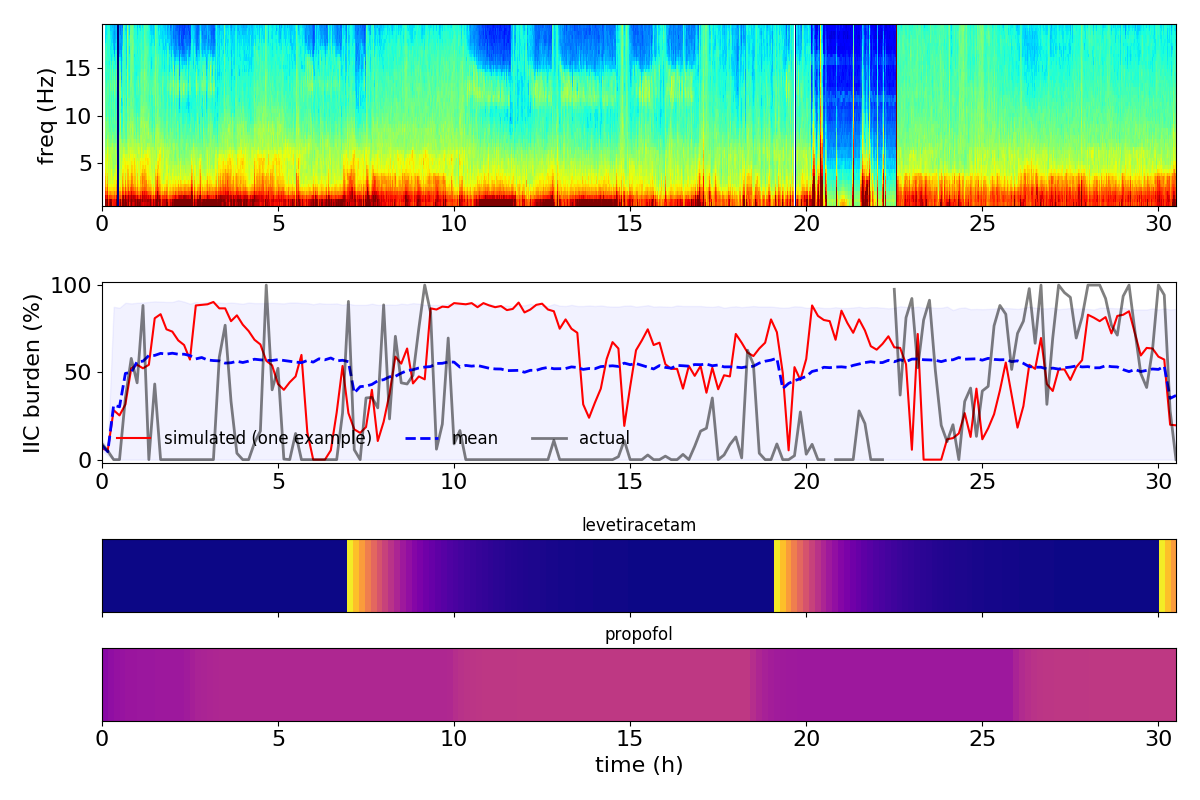 freq (Hz)
15
10
5
0 5 10 15 20 25 30
IIC burden (%)
100
50
0
simulated (one example) mean actual
0 5 10 15 20 25 30
levetiracetam
propofol
0 5 10 15 20 25 30
time (h)